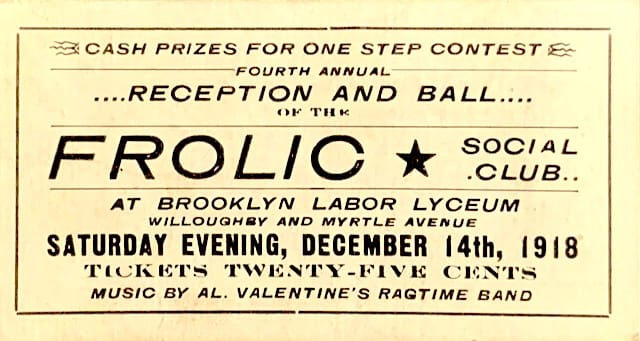 CASH PRIZES FOR ONE STEP CONTEST
FOURTH ANNUAL
....RECEPTION AND BALL....
OF THE
FROLIC ★ SOCIAL
.CLUB..
AT BROOKLYN LABOR LYCEUM
WILLOUGHBY AND MYRTLE AVENUE
SATURDAY EVENING, DECEMBER 14th, 1918
TICKETS TWENTY-FIVE CENTS
MUSIC BY AL. VALENTINE'S RAGTIME BAND